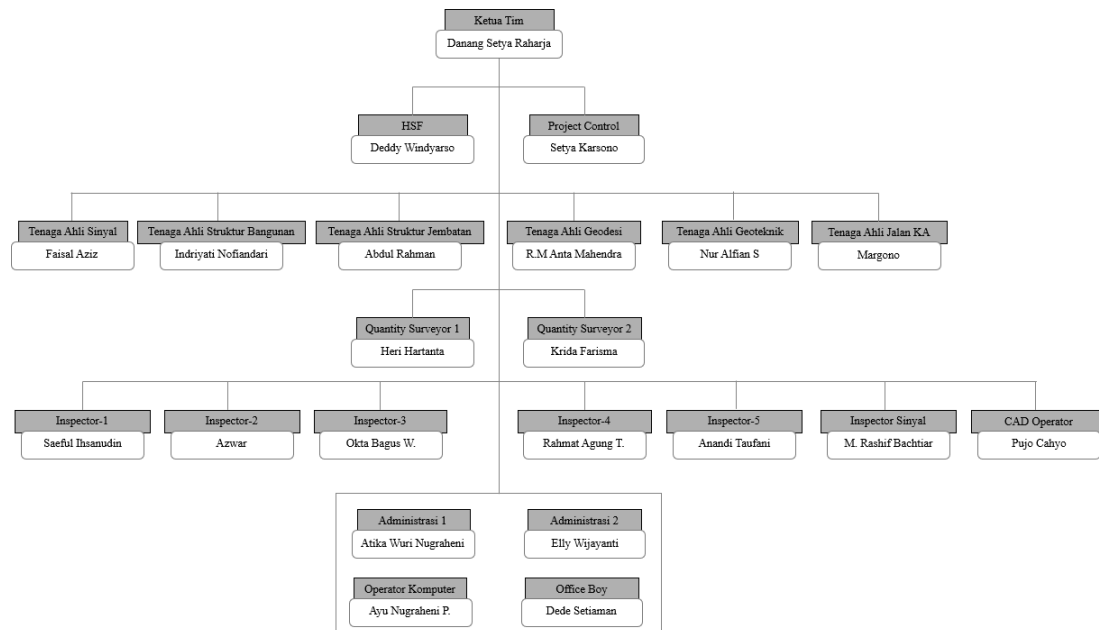 Ketua Tim
Danang Setya Raharja
HSF
Deddy Windyarso
Project Control
Setya Karsono
Tenaga Ahli Sinyal
Faisal Aziz
Tenaga Ahli Struktur Bangunan
Indriyati Nofiandari
Tenaga Ahli Struktur Jembatan
Abdul Rahman
Tenaga Ahli Geodesi
R.M Anta Mahendra
Tenaga Ahli Geoteknik
Nur Alfian S
Tenaga Ahli Jalan KA
Margono
Quantity Surveyor 1
Heri Hartanta
Quantity Surveyor 2
Krida Farisma
Inspector-1
Saeful Ihsanudin
Inspector-2
Azwar
Inspector-3
Okta Bagus W.
Inspector-4
Rahmat Agung T.
Inspector-5
Anandi Taufani
Inspector Sinyal
M. Rashif Bachtiar
CAD Operator
Pujo Cahyo
Administrasi 1
Atika Wuri Nugraheni
Administrasi 2
Elly Wijayanti
Operator Komputer
Ayu Nugraheni P.
Office Boy
Dede Setiaman